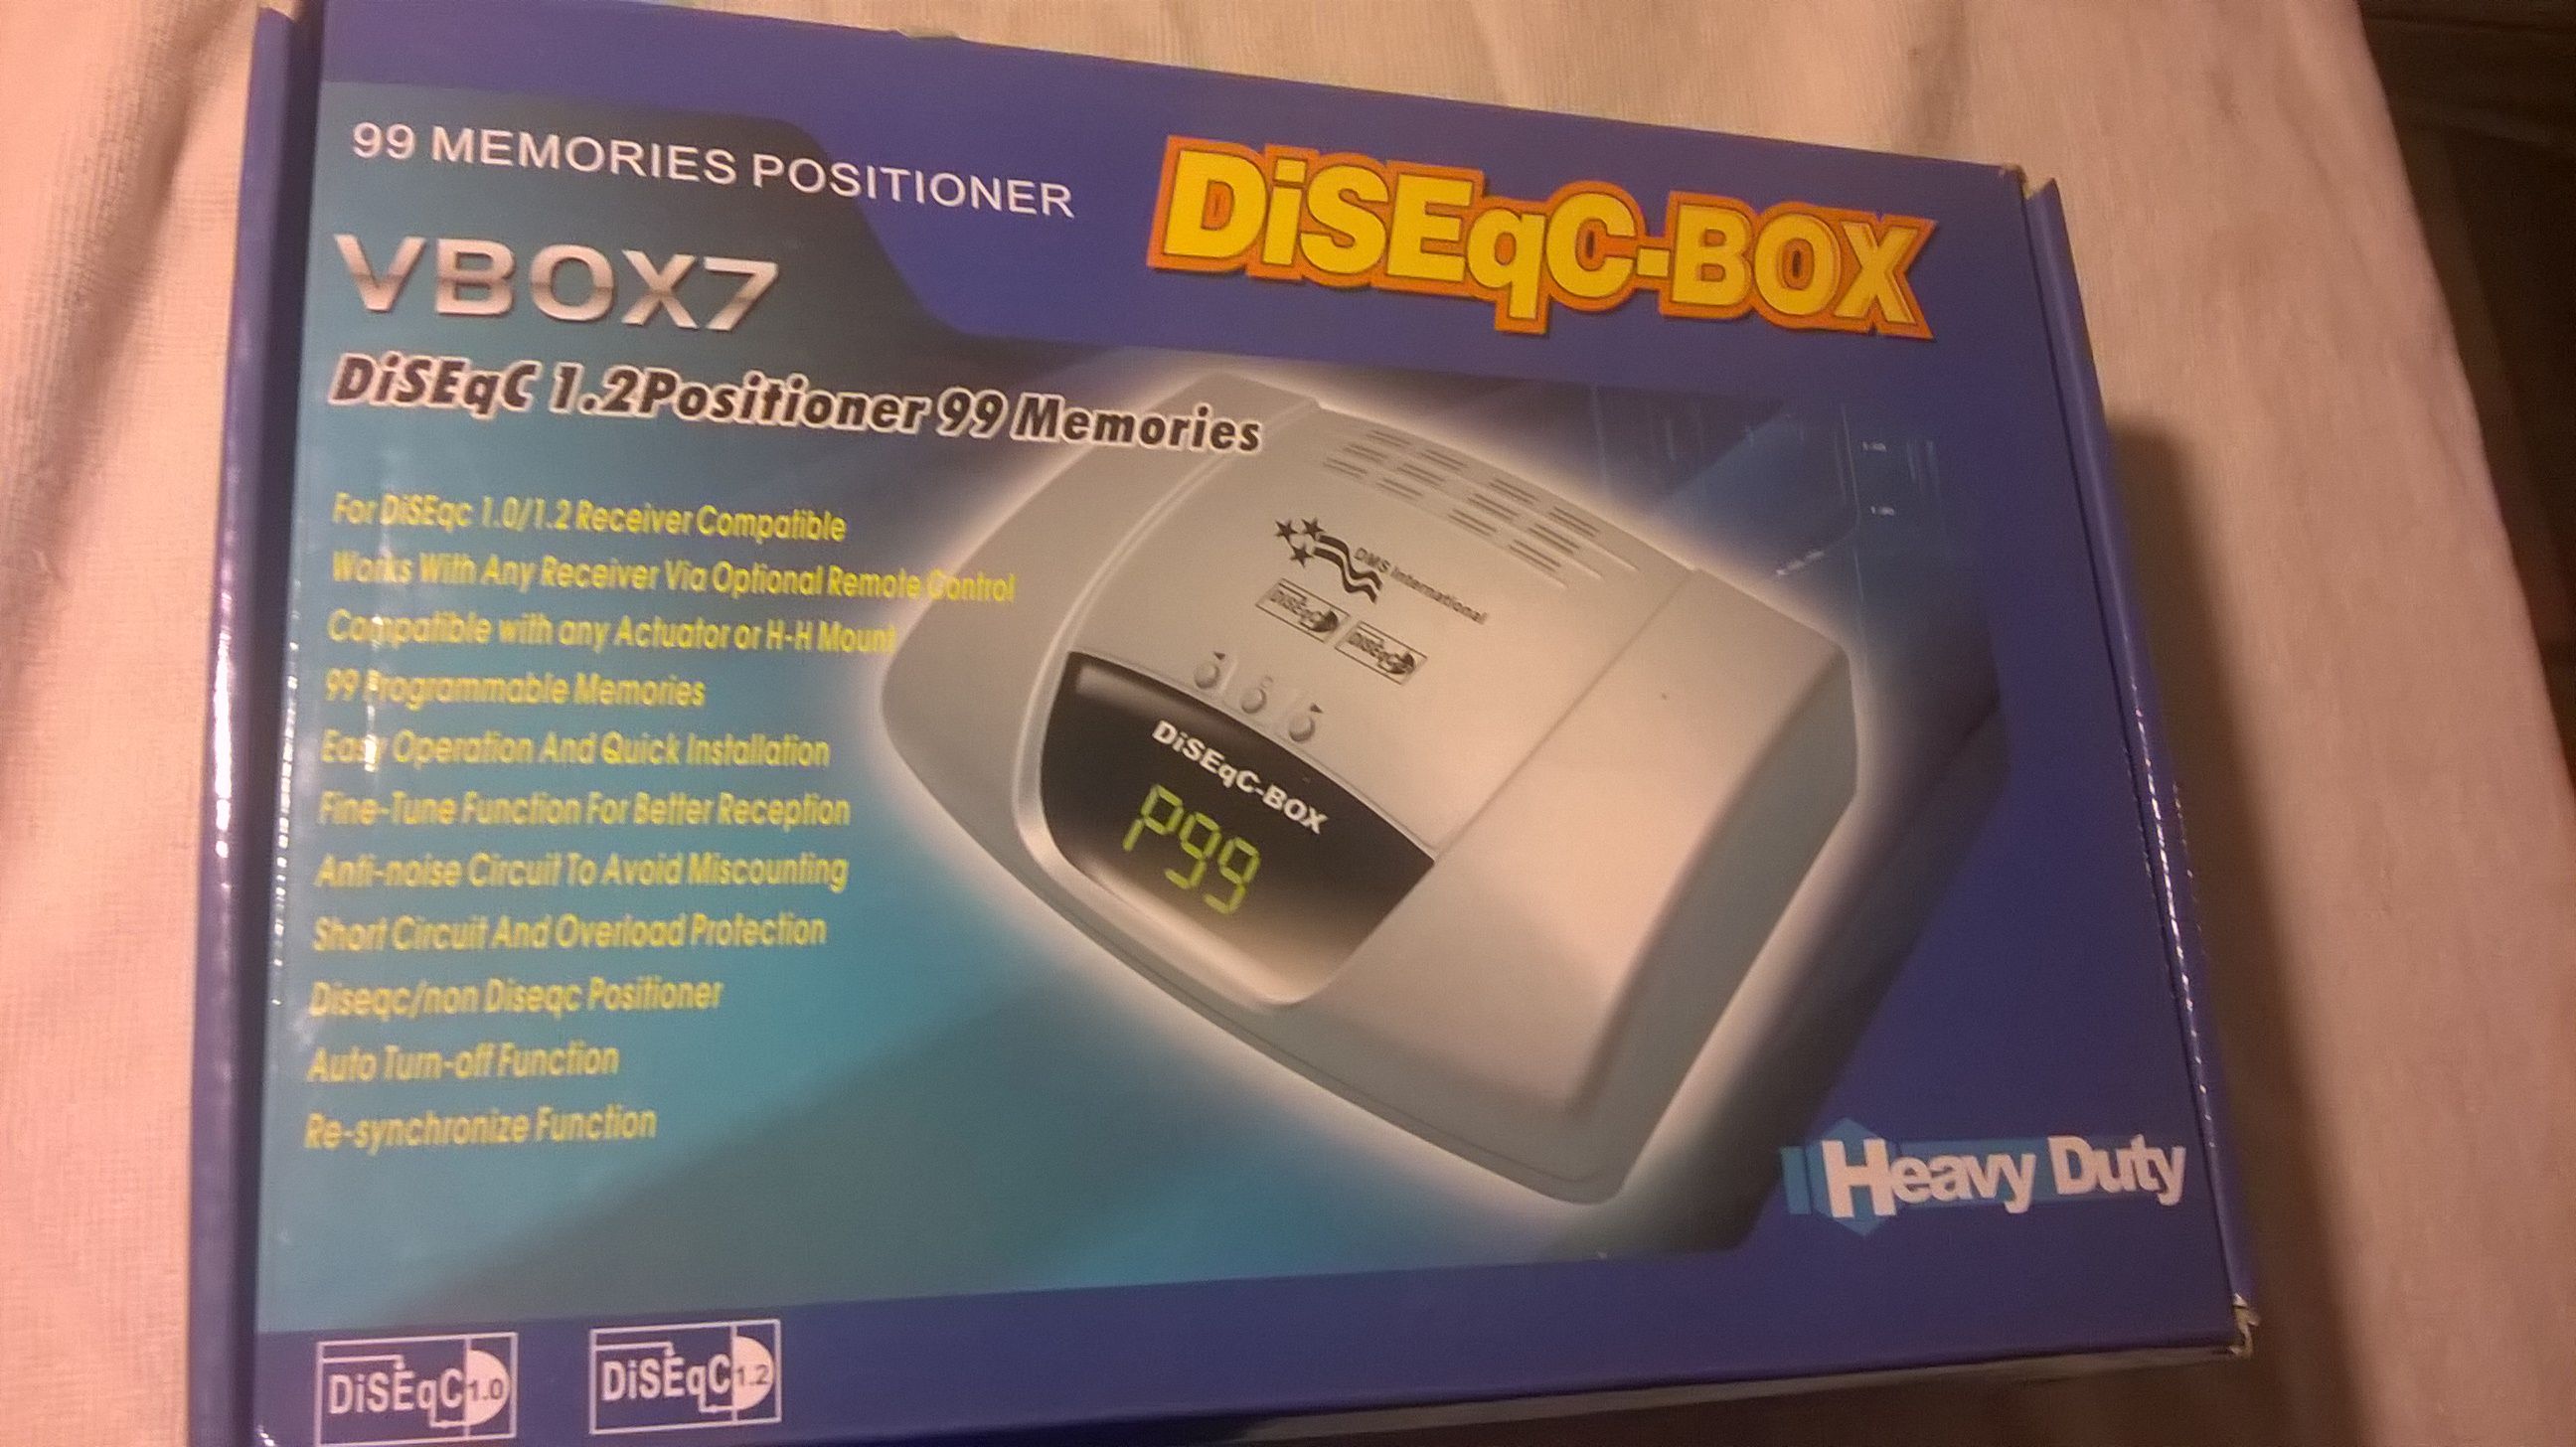 99 MEMORIES POSITIONER
DiSEqC-BOX
VBOX7
DiSEqC 1.2Positioner 99 Memories
For DiSEqc 1.0/1.2 Receiver Compatible
Works With Any Receiver Via Optional Remote Control
Compatible with any Actuator or H-H Mount
99 Programmable Memories
Easy Operation And Quick Installation
Fine-Tune Function For Better Reception
Anti-noise Circuit To Avoid Miscounting
Short Circuit And Overload Protection
Diseqc/non Diseqc Positioner
Auto Turn-off Function
Re-synchronize Function
DMS International
DiSEqC DiSEqC
DiSEqC-BOX
P99
Heavy Duty
DiSEqC 1.0
DiSEqC 1.2